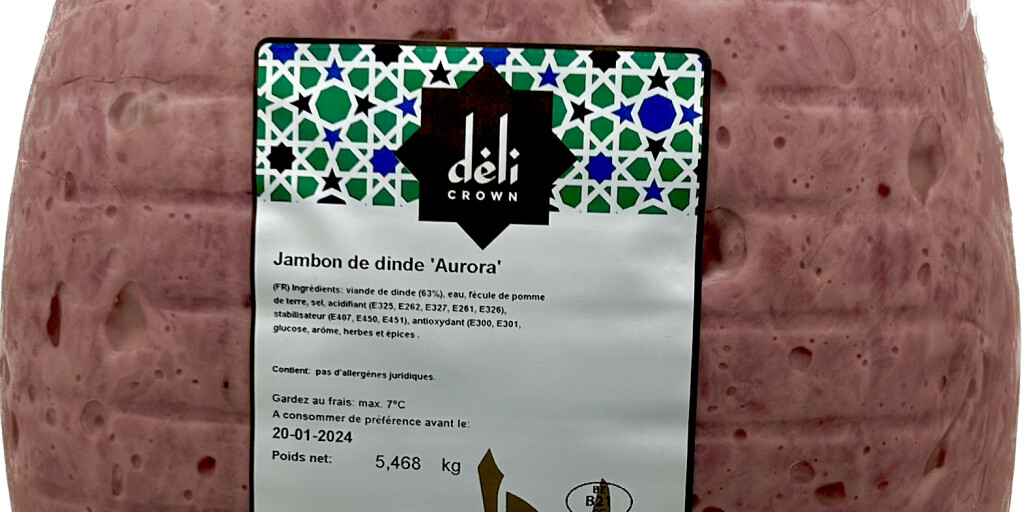 dėli
CROWN
Jambon de dinde 'Aurora'
(FR) Ingrédients: viande de dinde (63%), eau, fécule de pomme
de terre, sel, acidifiant (E325, E262, E327, E261, E326),
stabilisateur (E407, E450, E451), antioxydant (E300, E301,
glucose, arôme, herbes et épices .
Contient: pas d'allergènes juridiques.
Gardez au frais: max. 7°C
A consommer de préférence avant le:
20-01-2024
Poids net: 5,468 kg
BE
B21